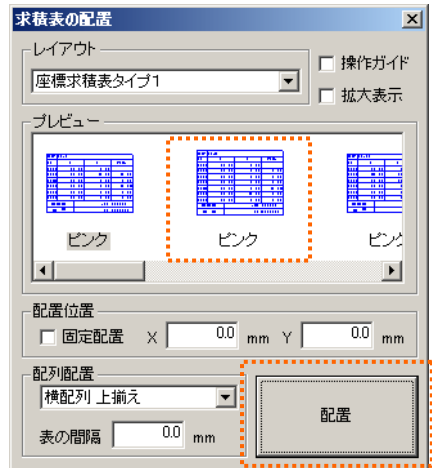 求積表の配置
レイアウト
座標求積表タイプ1
操作ガイド
拡大表示
プレビュー
ピンク ピンク ピンク
配置位置
固定配置 X 0.0 mm Y 0.0 mm
配列配置
横配列 上揃え
表の間隔 0.0 mm
配置